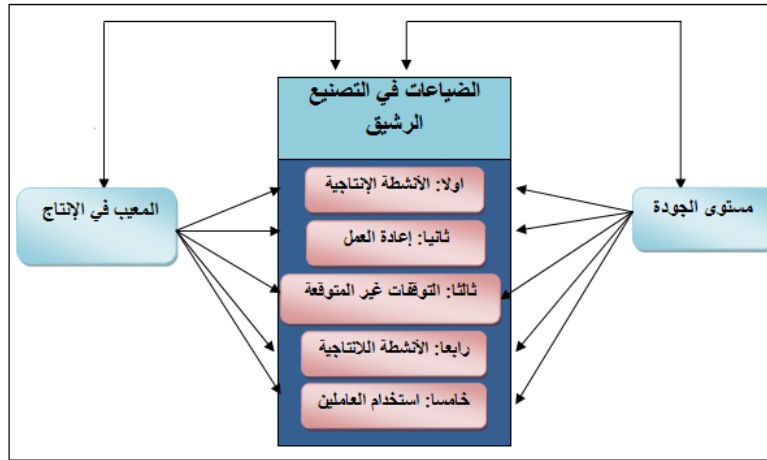 الضياعات في التصنيع
الرشيق
اولا: الأنشطة الإنتاجية
ثانيا: إعادة العمل
ثالثا: التوقفات غير المتوقعة
رابعا: الأنشطة اللانتاجية
خامسا: استخدام العاملين
مستوى الجودة
المعيب في الإنتاج